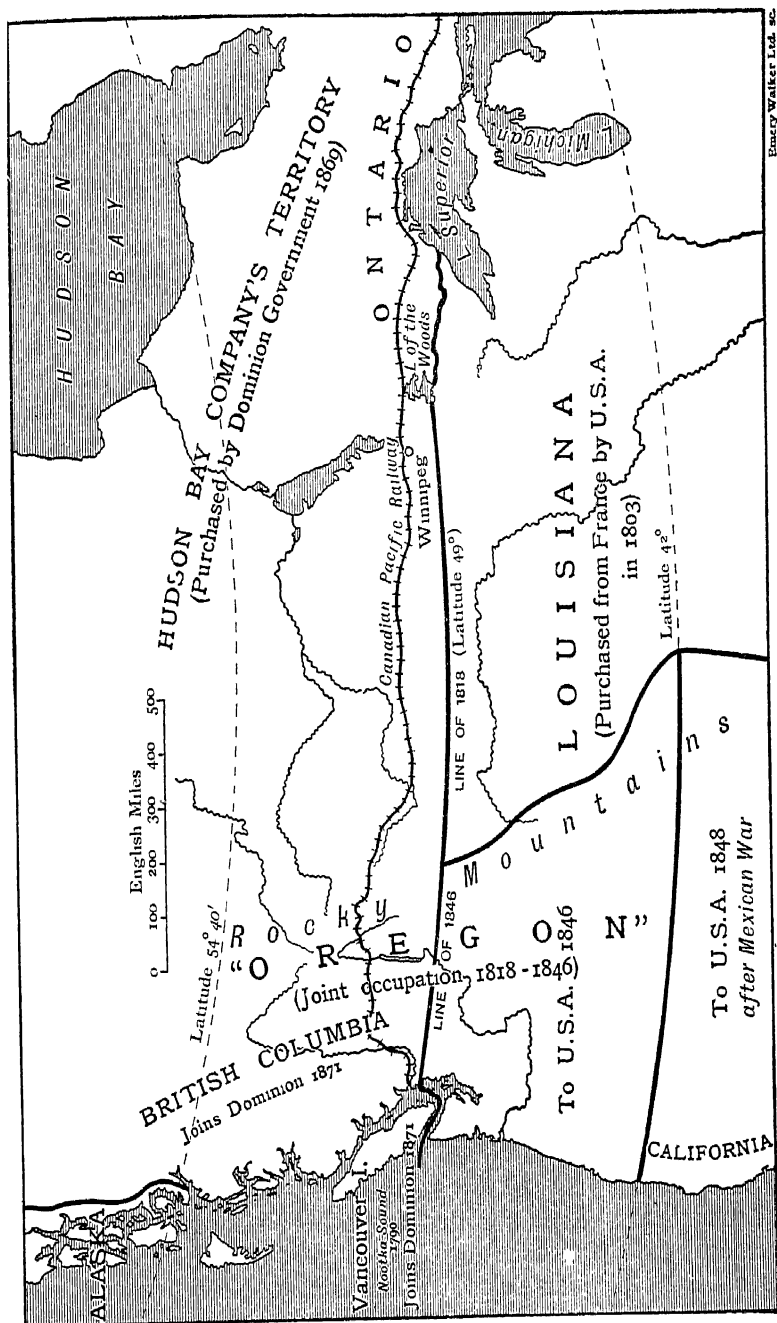 HUDSON
BAY
HUDSON BAY COMPANY'S TERRITORY
(Purchased by Dominion Government 1869)
ONTARIO
L. Superior
L. Michigan
L. of the
Woods
Canadian Pacific Railway
Winnipeg
LINE OF 1818 (Latitude 49°)
LOUISIANA
(Purchased from France by U.S.A.
in 1803)
Latitude 42°
English Miles
0 100 200 300 400 500
Latitude 54° 40'
Rocky Mountains
"OREGON"
(Joint occupation 1818-1846)
LINE OF 1846
BRITISH COLUMBIA
Joins Dominion 1871
To U.S.A. 1846
To U.S.A. 1848
after Mexican War
CALIFORNIA
ALASKA
Vancouver I.
Nootka Sound
1790
Joins Dominion 1871
Emery Walker Ltd. sc.